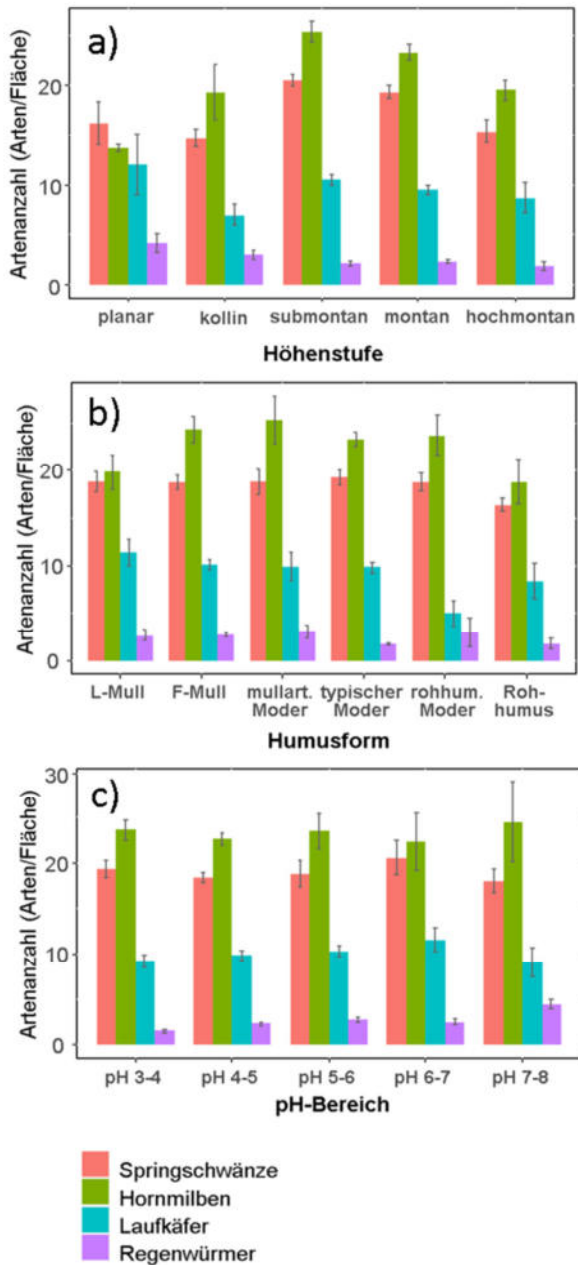 a)
Artenanzahl (Arten/Fläche)
20
10
0
planar kollin submontan montan hochmontan
Höhenstufe
b)
Artenanzahl (Arten/Fläche)
20
10
0
L-Mull F-Mull mullart. typischer rohhum. Roh-
Moder Moder Moder humus
Humusform
c)
Artenanzahl (Arten/Fläche)
30
20
10
0
pH 3-4 pH 4-5 pH 5-6 pH 6-7 pH 7-8
pH-Bereich
Springschwänze
Hornmilben
Laufkäfer
Regenwürmer